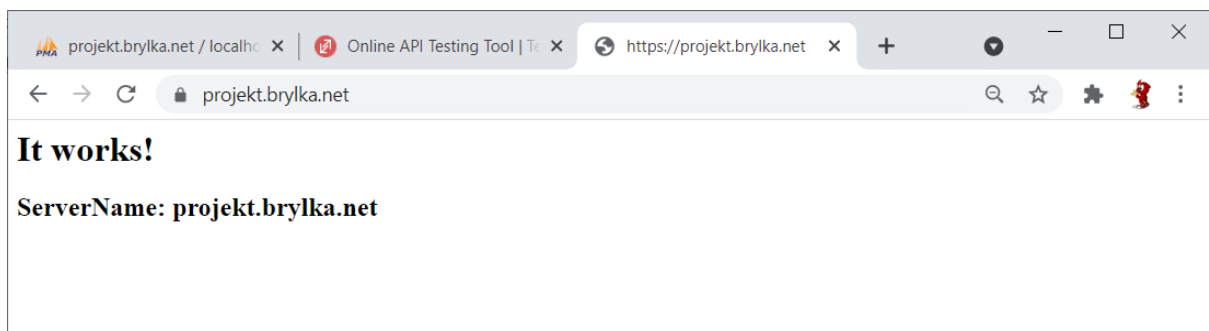 PMA projekt.brylka.net / localho
Online API Testing Tool | Te
https://projekt.brylka.net
projekt.brylka.net
It works!
ServerName: projekt.brylka.net